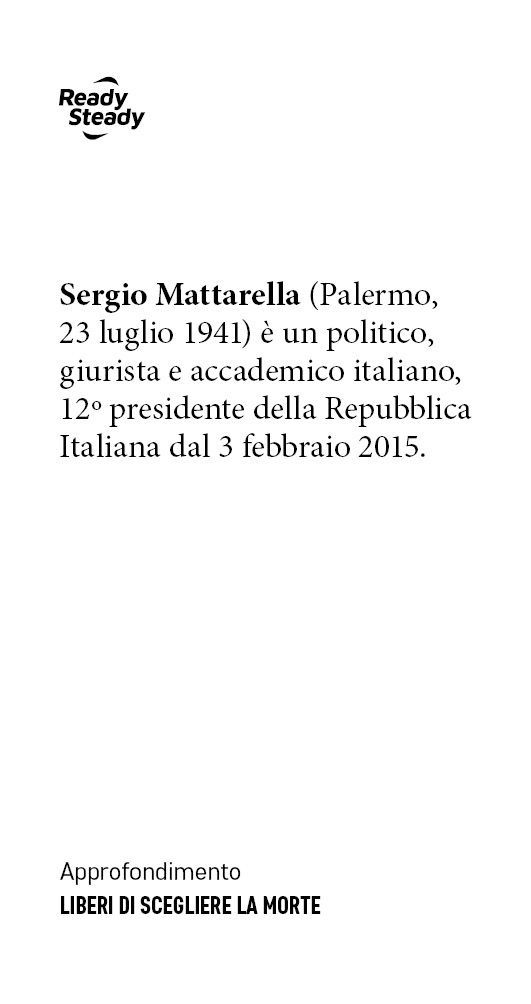 Ready
Steady
Sergio Mattarella (Palermo,
23 luglio 1941) è un politico,
giurista e accademico italiano,
12º presidente della Repubblica
Italiana dal 3 febbraio 2015.
Approfondimento
LIBERI DI SCEGLIERE LA MORTE